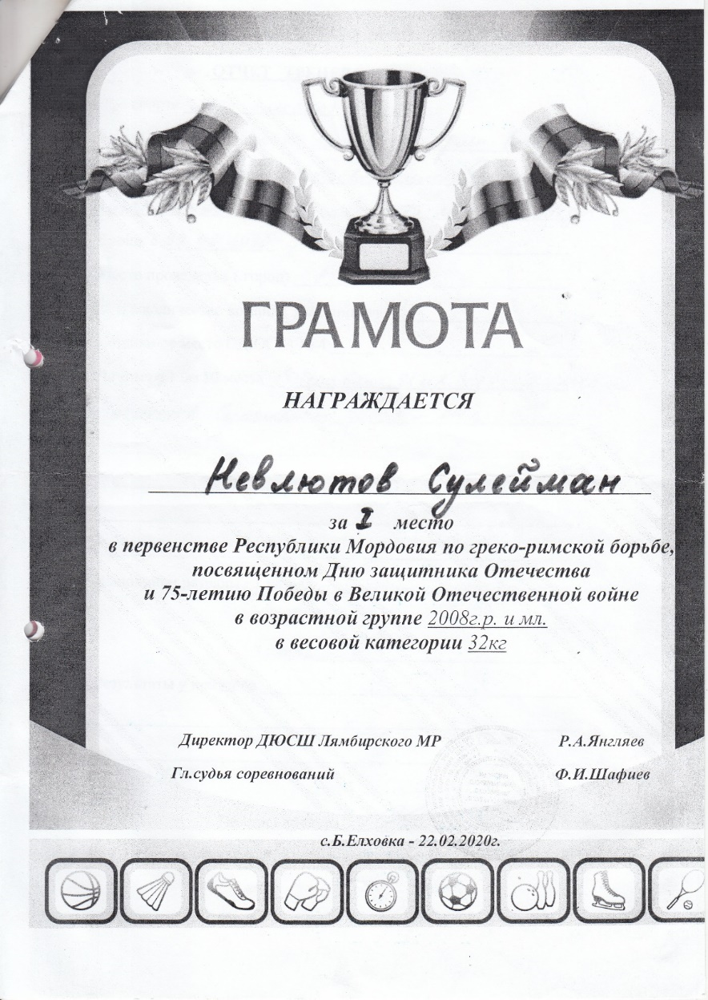 ГРАМОТА
НАГРАЖДАЕТСЯ
Невлютов Сулейман
за I место
в первенстве Республики Мордовия по греко-римской борьбе,
посвященном Дню защитника Отечества
и 75-летию Победы в Великой Отечественной войне
в возрастной группе 2008г.р. и мл.
в весовой категории 32кг
Директор ДЮСШ Лямбирского МР Р.А.Янгляев
Гл.судья соревнований Ф.И.Шафиев
с.Б.Елховка - 22.02.2020г.